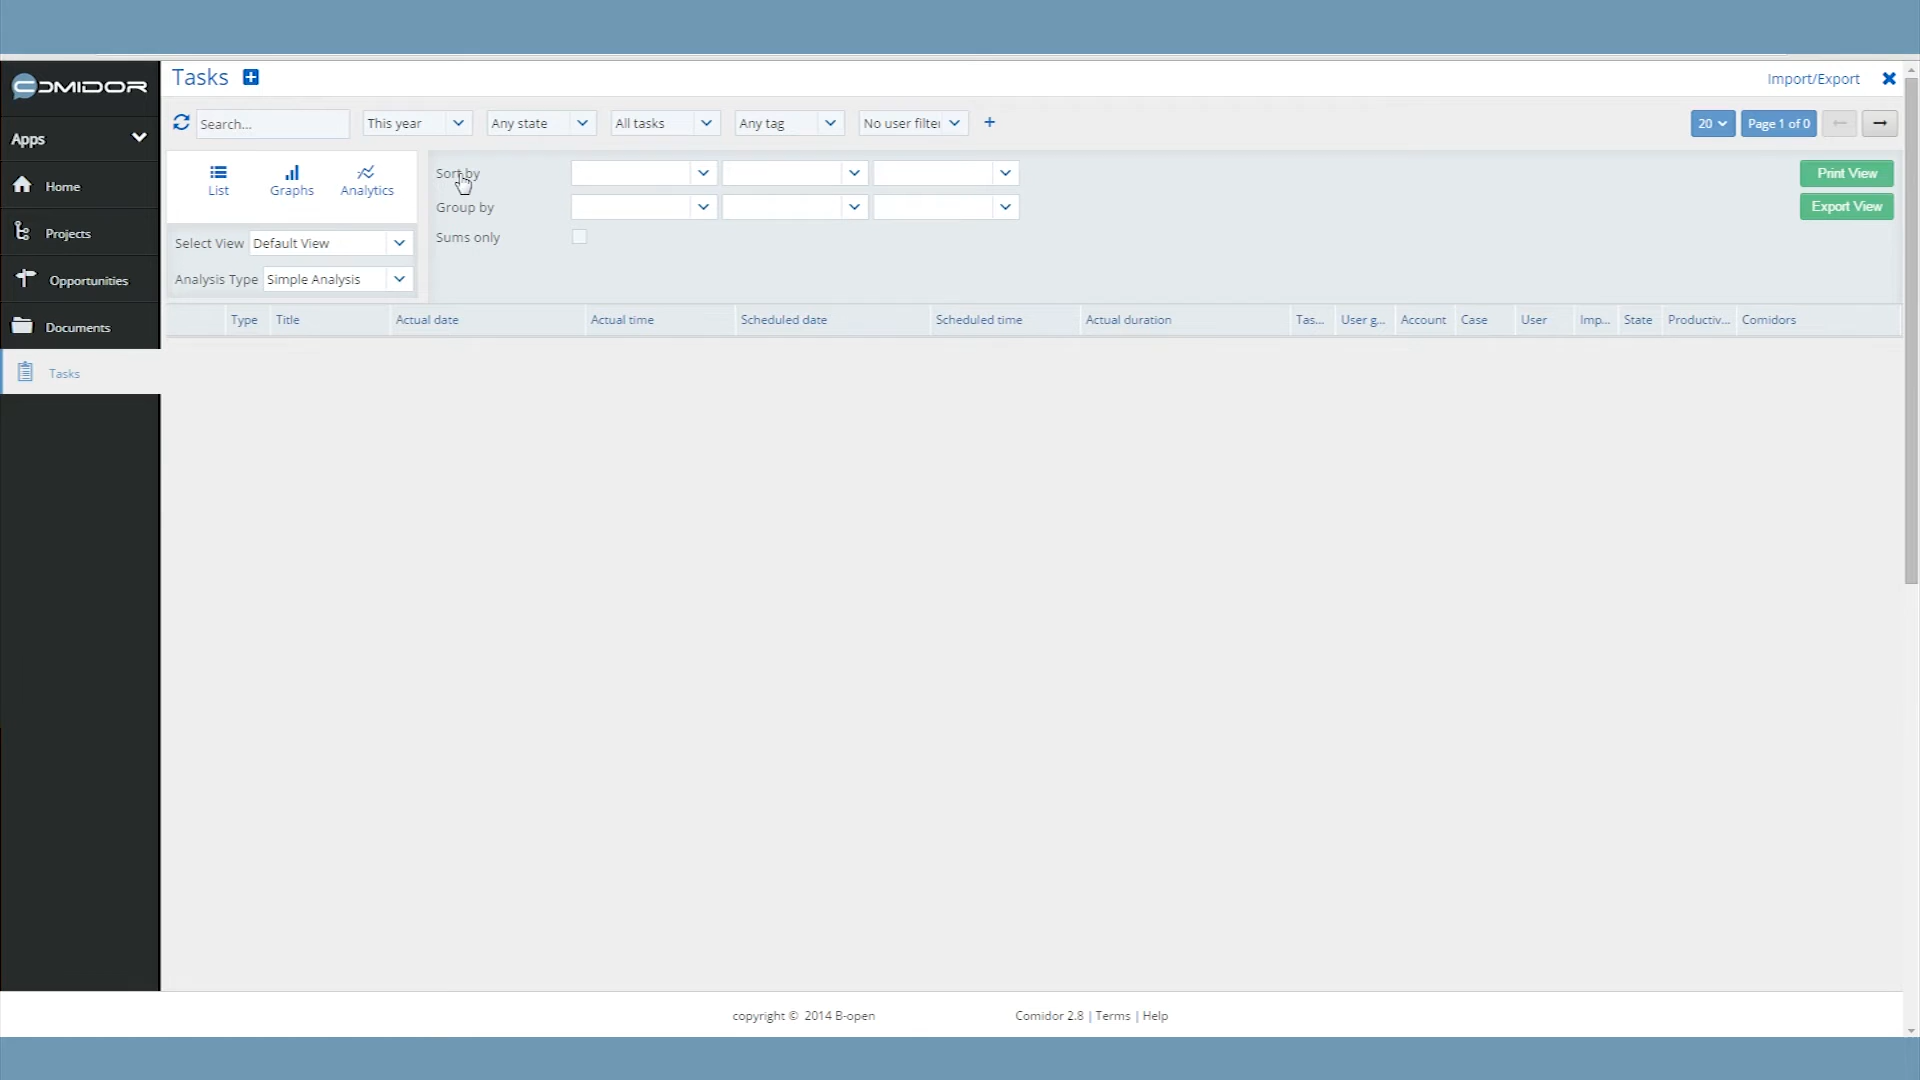 Tasks
Import/Export
COMIDOR
Apps
Home
Projects
Opportunities
Documents
Tasks
Search...
This year
Any state
All tasks
Any tag
No user filter
20
Page 1 of 0
List
Graphs
Analytics
Select View Default View
Analysis Type Simple Analysis
Sort by
Group by
Sums only
Print View
Export View
Type Title Actual date Actual time Scheduled date Scheduled time Actual duration Tas... User g... Account Case User Imp... State Productiv... Comidors
copyright © 2014 B-open
Comidor 2.8 | Terms | Help